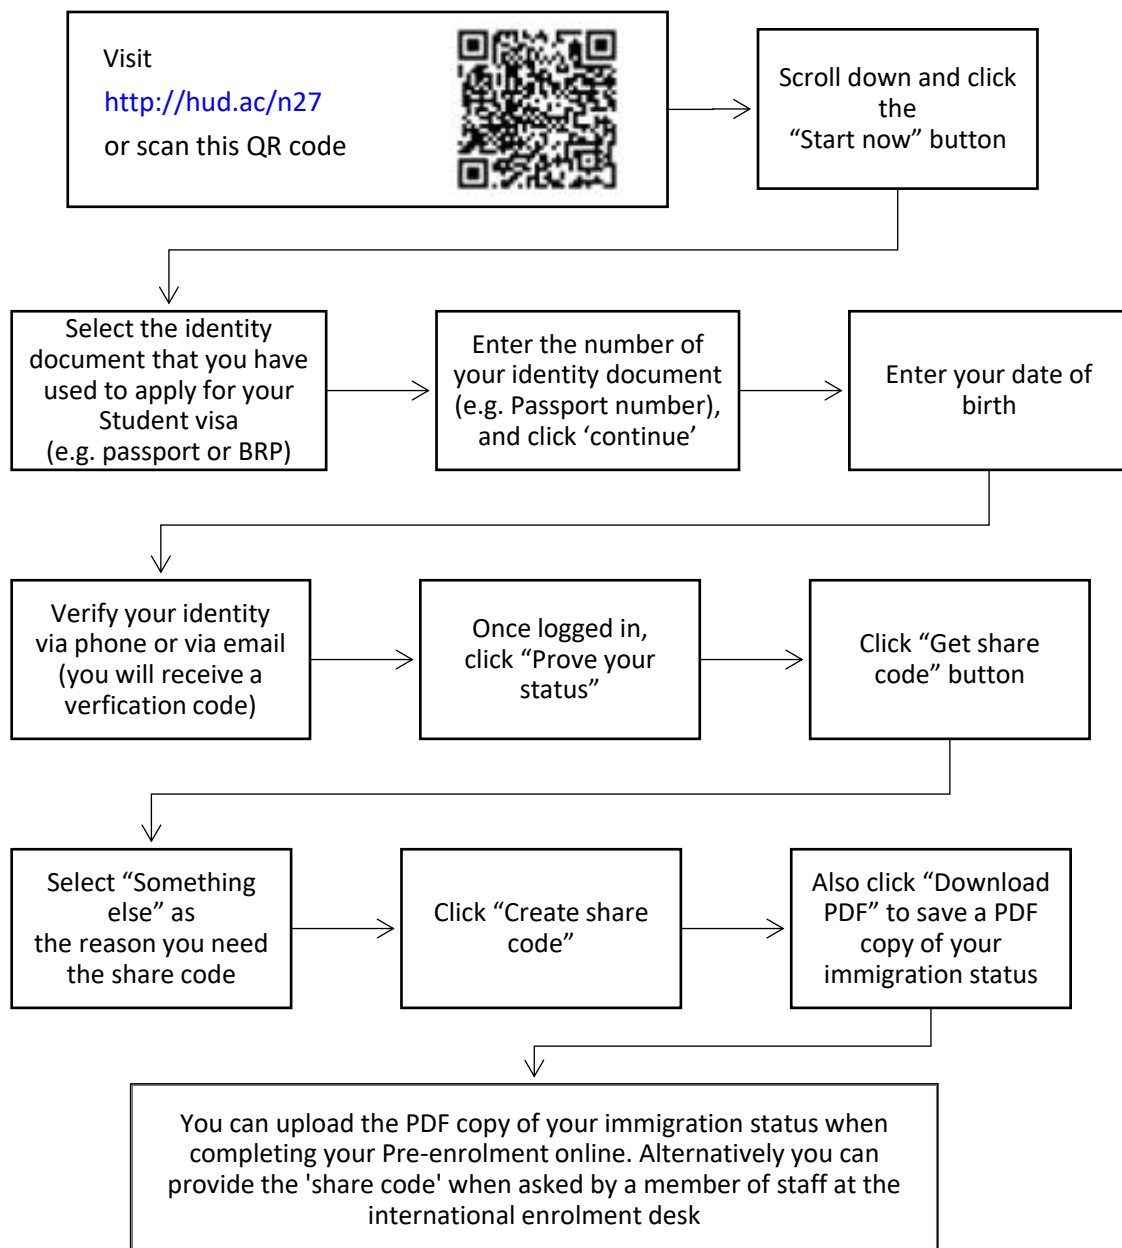 Visit
http://hud.ac/n27
or scan this QR code
Scroll down and click
the
“Start now” button
Select the identity
document that you have
used to apply for your
Student visa
(e.g. passport or BRP)
Enter the number of
your identity document
(e.g. Passport number),
and click ‘continue’
Enter your date of
birth
Verify your identity
via phone or via email
(you will receive a
verfication code)
Once logged in,
click “Prove your
status”
Click “Get share
code” button
Select “Something
else” as
the reason you need
the share code
Click “Create share
code”
Also click “Download
PDF” to save a PDF
copy of your
immigration status
You can upload the PDF copy of your immigration status when
completing your Pre-enrolment online. Alternatively you can
provide the 'share code' when asked by a member of staff at the
international enrolment desk